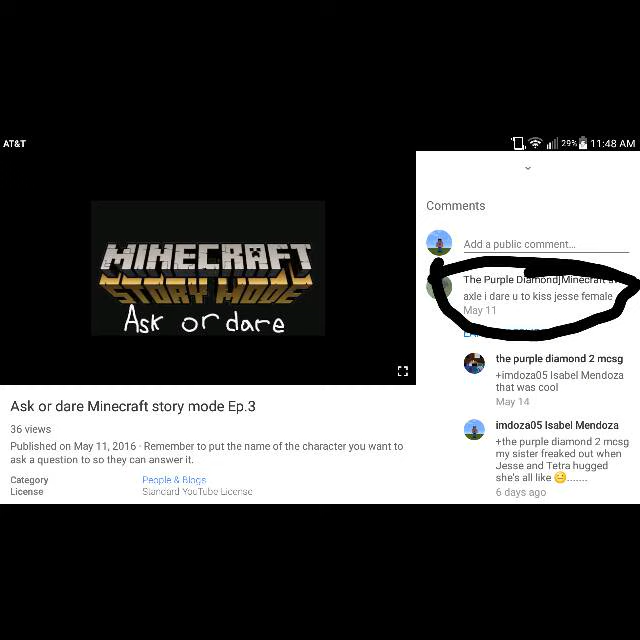 AT&T
29% 11:48 AM
MINECRAFT
STORY MODE
Ask or dare
Ask or dare Minecraft story mode Ep.3
36 views
Published on May 11, 2016 · Remember to put the name of the character you want to
ask a question to so they can answer it.
Category People & Blogs
License Standard YouTube License
Comments
Add a public comment...
The Purple Diamond|Minecraft
axle i dare u to kiss jesse female
May 11
the purple diamond 2 mcsg
+imdoza05 Isabel Mendoza
that was cool
May 14
imdoza05 Isabel Mendoza
+the purple diamond 2 mcsg
my sister freaked out when
Jesse and Tetra hugged
she's all like 😑.......
6 days ago